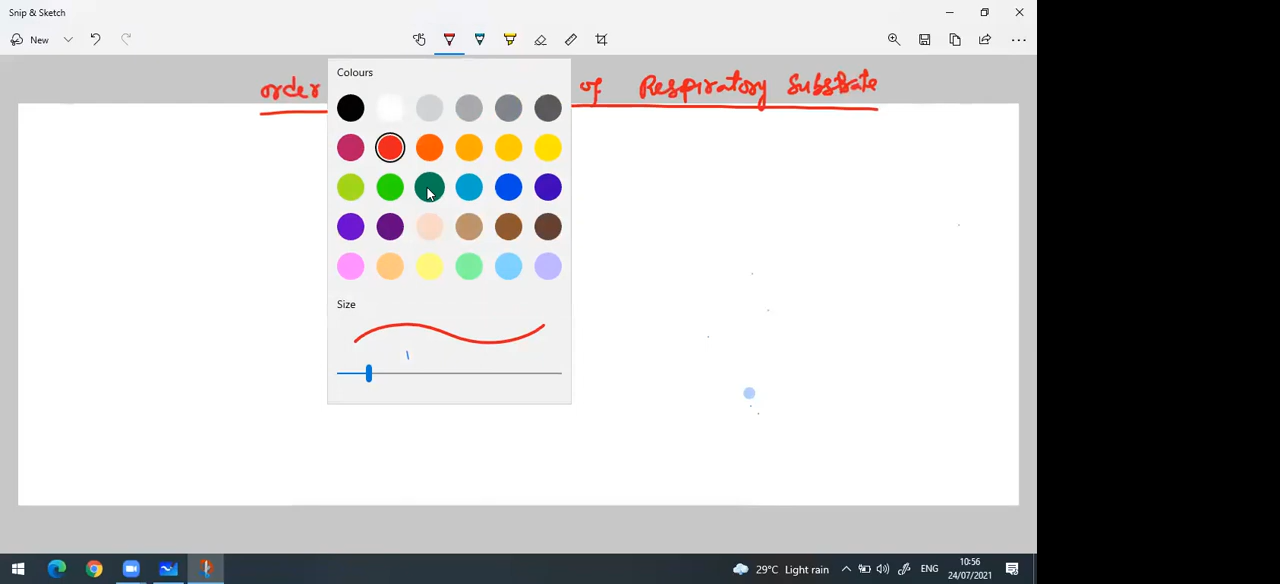 Snip & Sketch
New
order of Respiratory Substrate
Colours
Size
29°C Light rain
ENG
10:56
24/07/2021